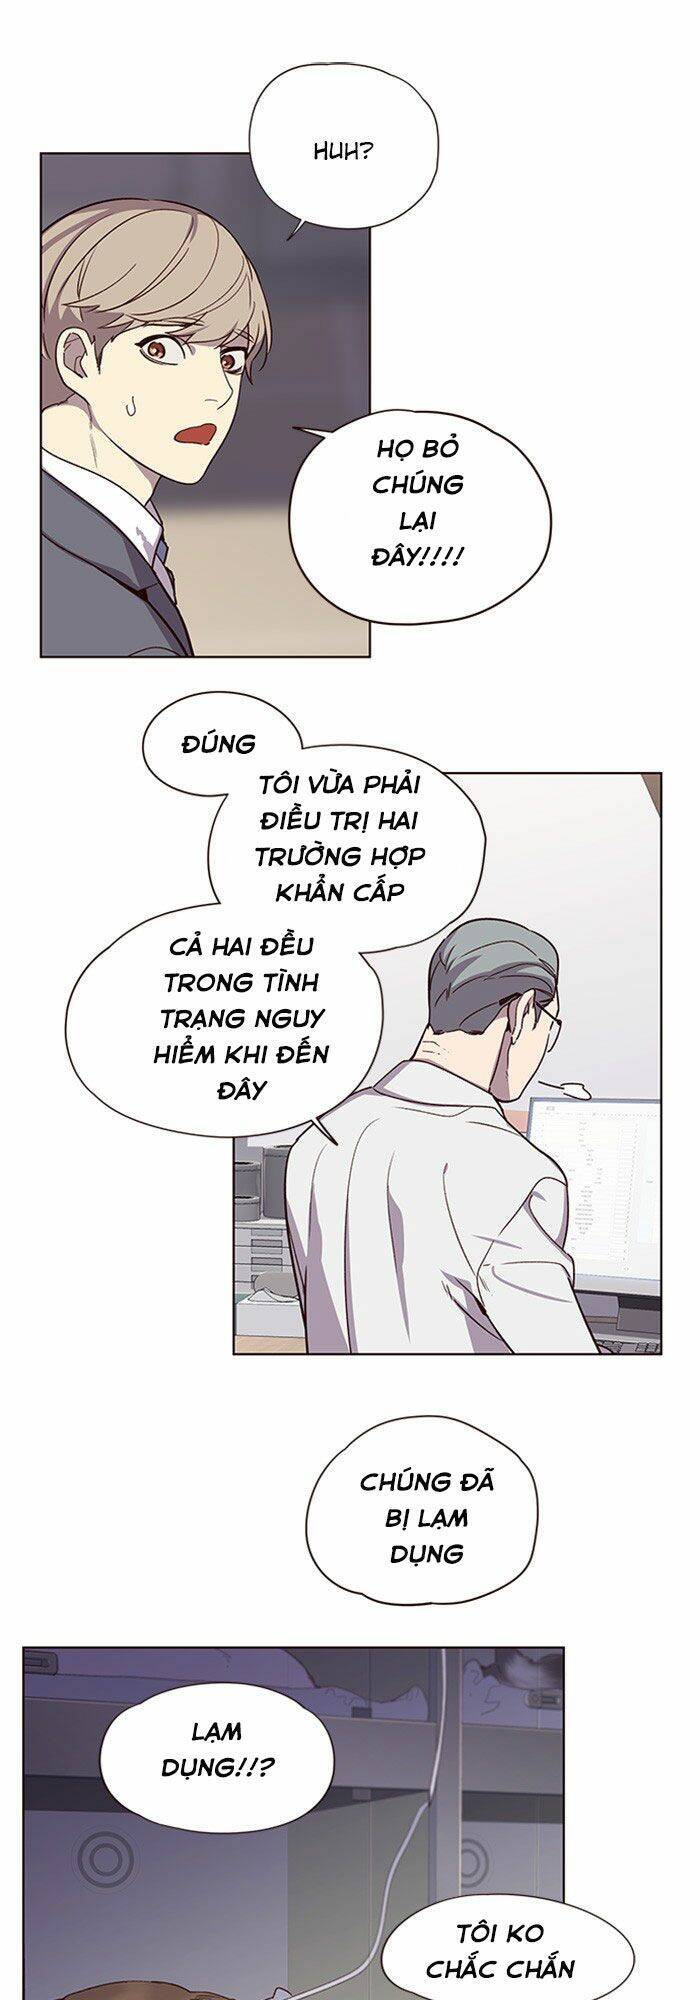 HUH?
HỌ BỎ
CHÚNG
LẠI
ĐÂY!!!!
ĐÚNG
TÔI VỪA PHẢI
ĐIỀU TRỊ HAI
TRƯỜNG HỢP
KHẨN CẤP
CẢ HAI ĐỀU
TRONG TÌNH
TRẠNG NGUY
HIỂM KHI ĐẾN
ĐÂY
CHÚNG ĐÃ
BỊ LẠM
DỤNG
LẠM
DỤNG!!?
TÔI KO
CHẮC CHẮN